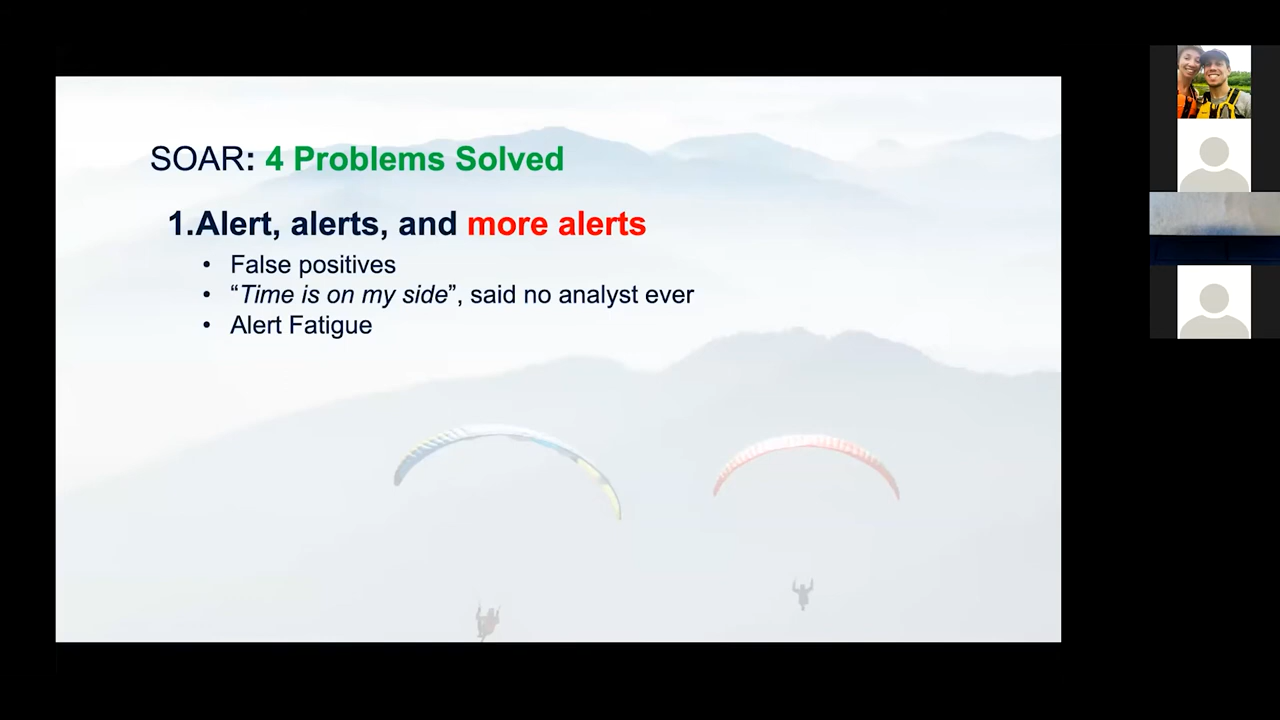 SOAR: 4 Problems Solved
1.Alert, alerts, and more alerts
• False positives
• “Time is on my side”, said no analyst ever
• Alert Fatigue